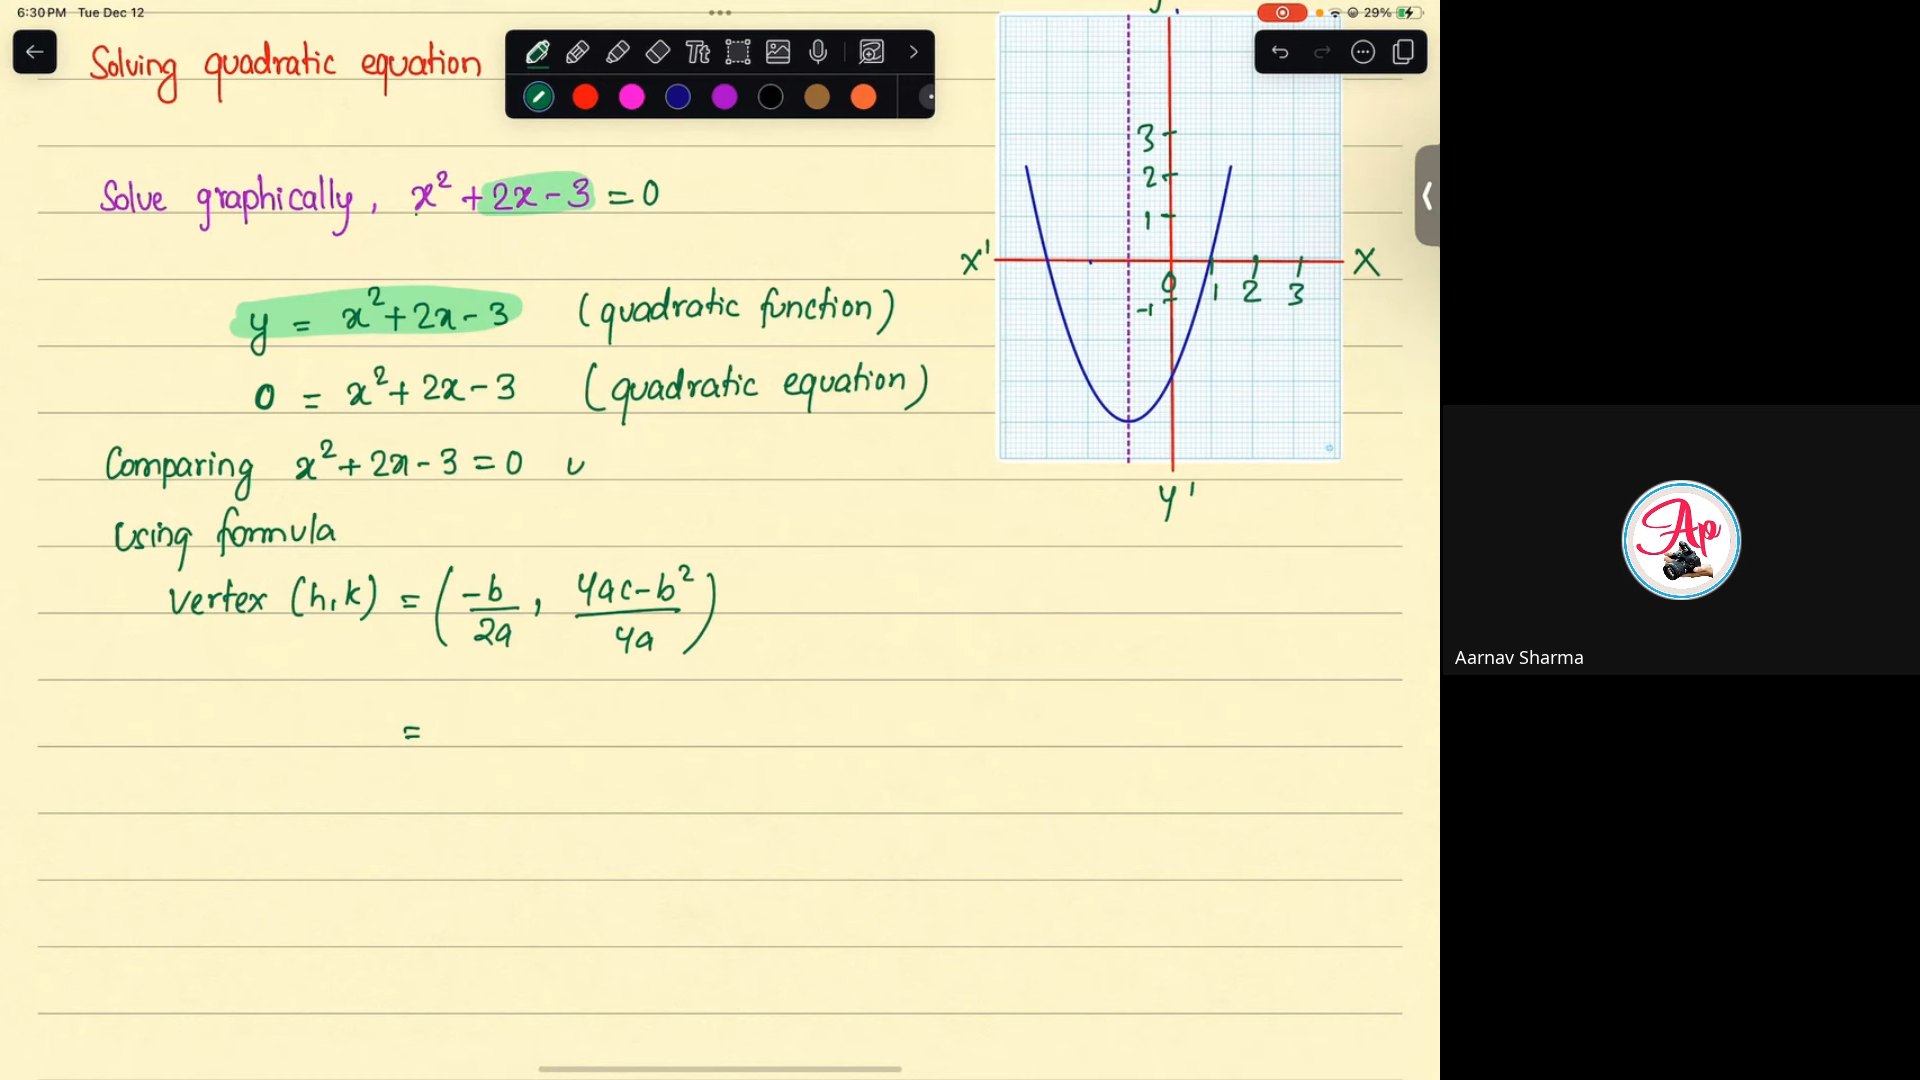 6:30 PM Tue Dec 12
29%
Solving quadratic equation
Tt
Solve graphically, x² + 2x - 3 = 0
y = x² + 2x - 3 (quadratic function)
0 = x² + 2x - 3 (quadratic equation)
Comparing x² + 2x - 3 = 0
Using formula
Vertex (h, k) = (-b/2a, 4ac-b²/4a)
=
3
2
1
X' X
0 1 2 3
-1
y'
Ap
Aarnav Sharma